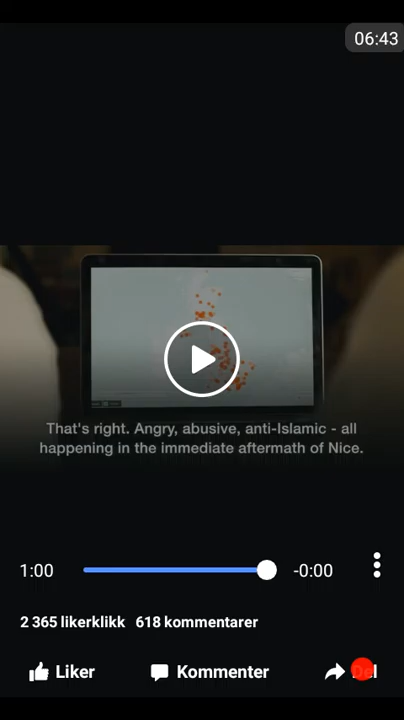 06:43
That's right. Angry, abusive, anti-Islamic - all
happening in the immediate aftermath of Nice.
1:00
-0:00
2 365 likerklikk 618 kommentarer
Liker
Kommenter
Del